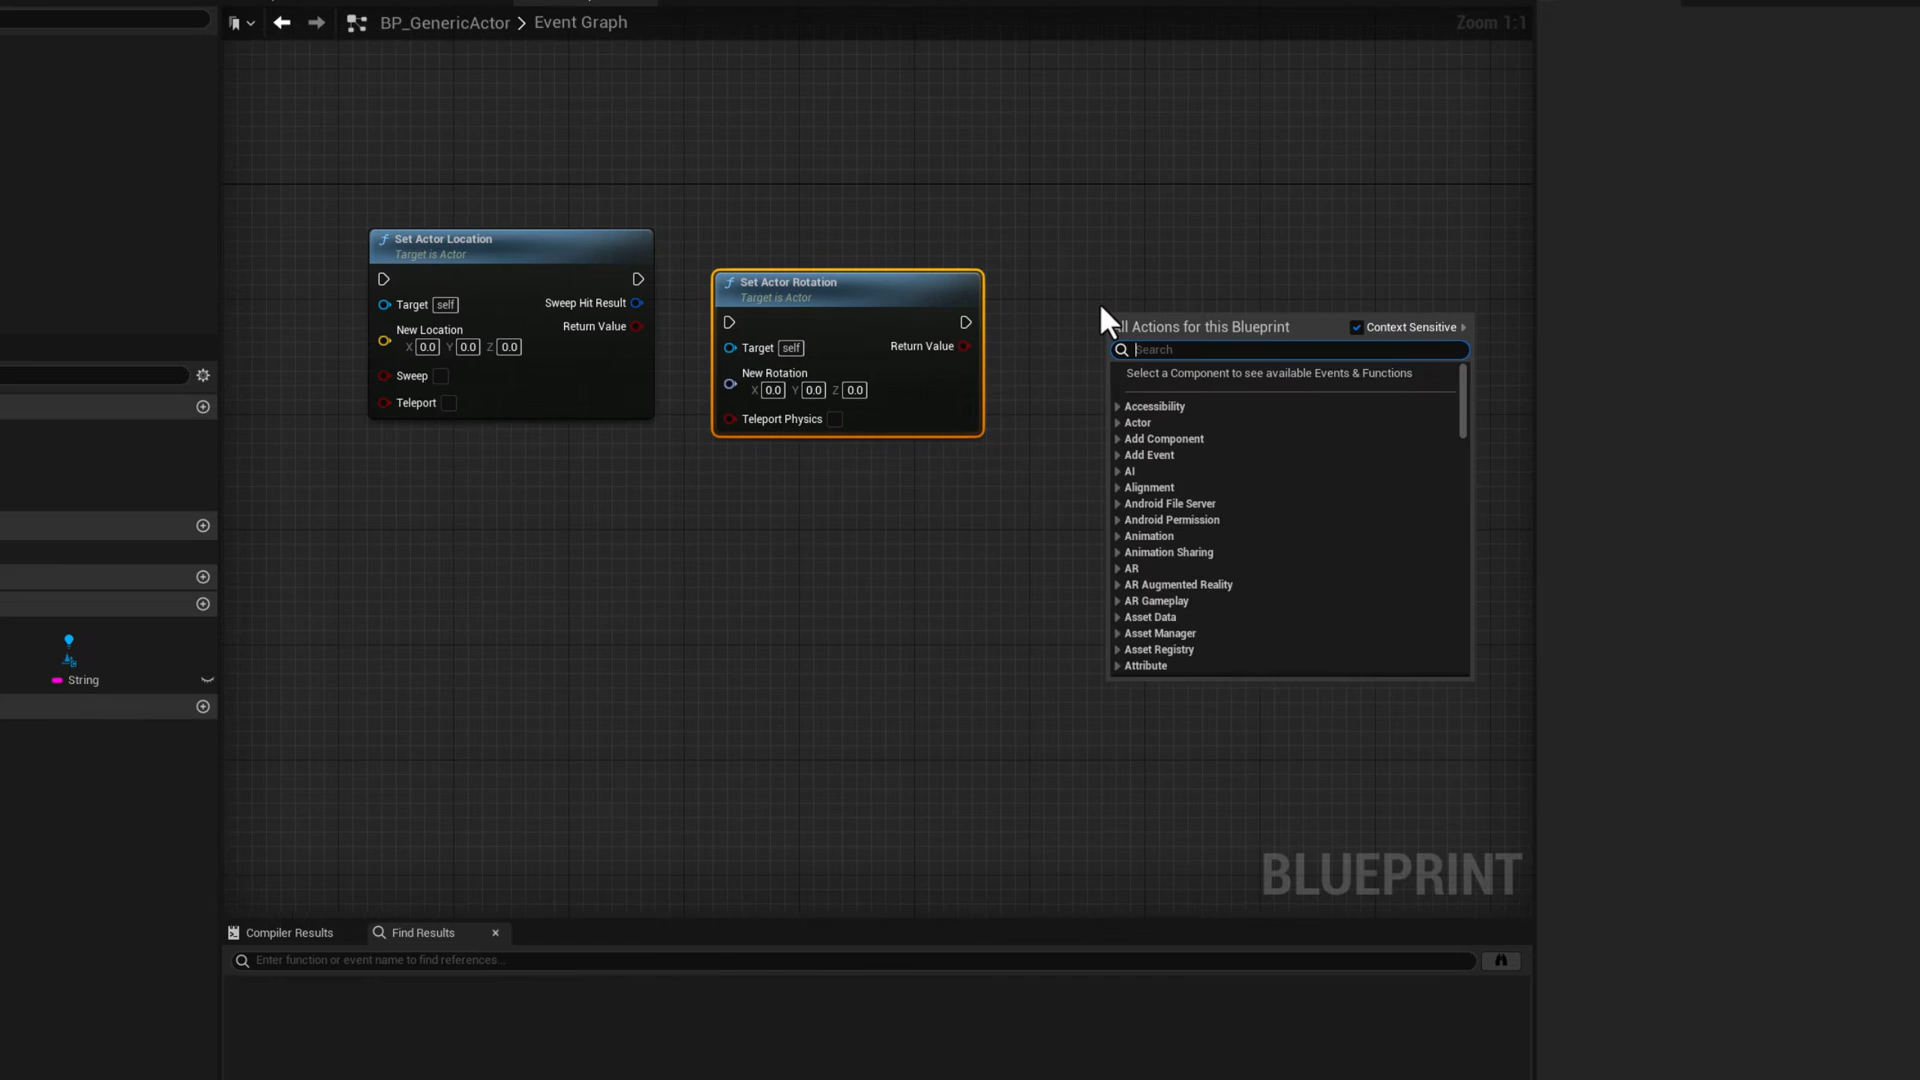 BP_GenericActor > Event Graph
Zoom 1:1
Set Actor Location
Target is Actor
Target self
Sweep Hit Result
New Location
Return Value
X 0.0 Y 0.0 Z 0.0
Sweep
Teleport
Set Actor Rotation
Target is Actor
Target self
Return Value
New Rotation
X 0.0 Y 0.0 Z 0.0
Teleport Physics
ll Actions for this Blueprint
Context Sensitive
Search
Select a Component to see available Events & Functions
Accessibility
Actor
Add Component
Add Event
AI
Alignment
Android File Server
Android Permission
Animation
Animation Sharing
AR
AR Augmented Reality
AR Gameplay
Asset Data
Asset Manager
Asset Registry
Attribute
String
BLUEPRINT
Compiler Results
Find Results
Enter function or event name to find references...